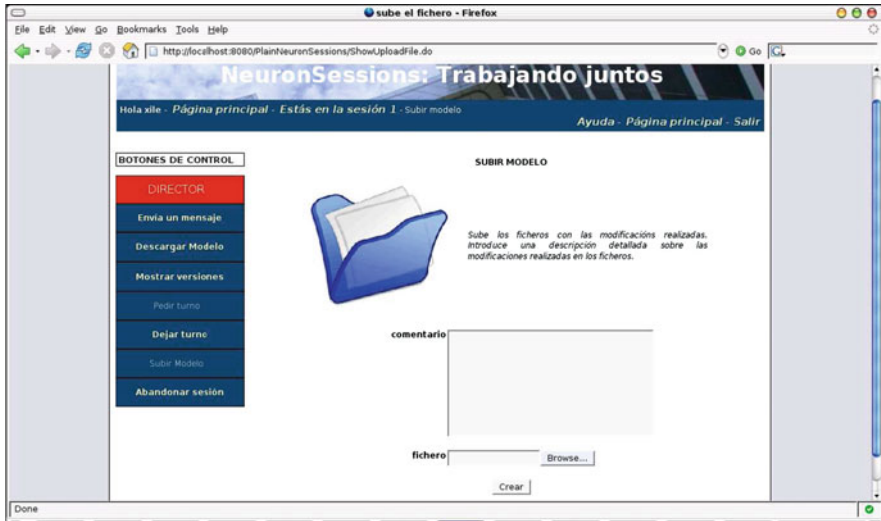 sube el fichero - Firefox
File Edit View Go Bookmarks Tools Help
http://localhost:8080/PlainNeuronSessions/ShowUploadFile.do
Go
G
NeuronSessions: Trabajando juntos
Hola xile - Página principal - Estás en la sesión 1 - Subir modelo
Ayuda - Página principal - Salir
BOTONES DE CONTROL
DIRECTOR
Envía un mensaje
Descargar Modelo
Mostrar versiones
Pedir turno
Dejar turno
Subir Modelo
Abandonar sesión
SUBIR MODELO
Sube los ficheros con las modificacións realizadas.
Introduce una descripción detallada sobre las
modificaciones realizadas en los ficheros.
comentario
fichero
Browse...
Crear
Done